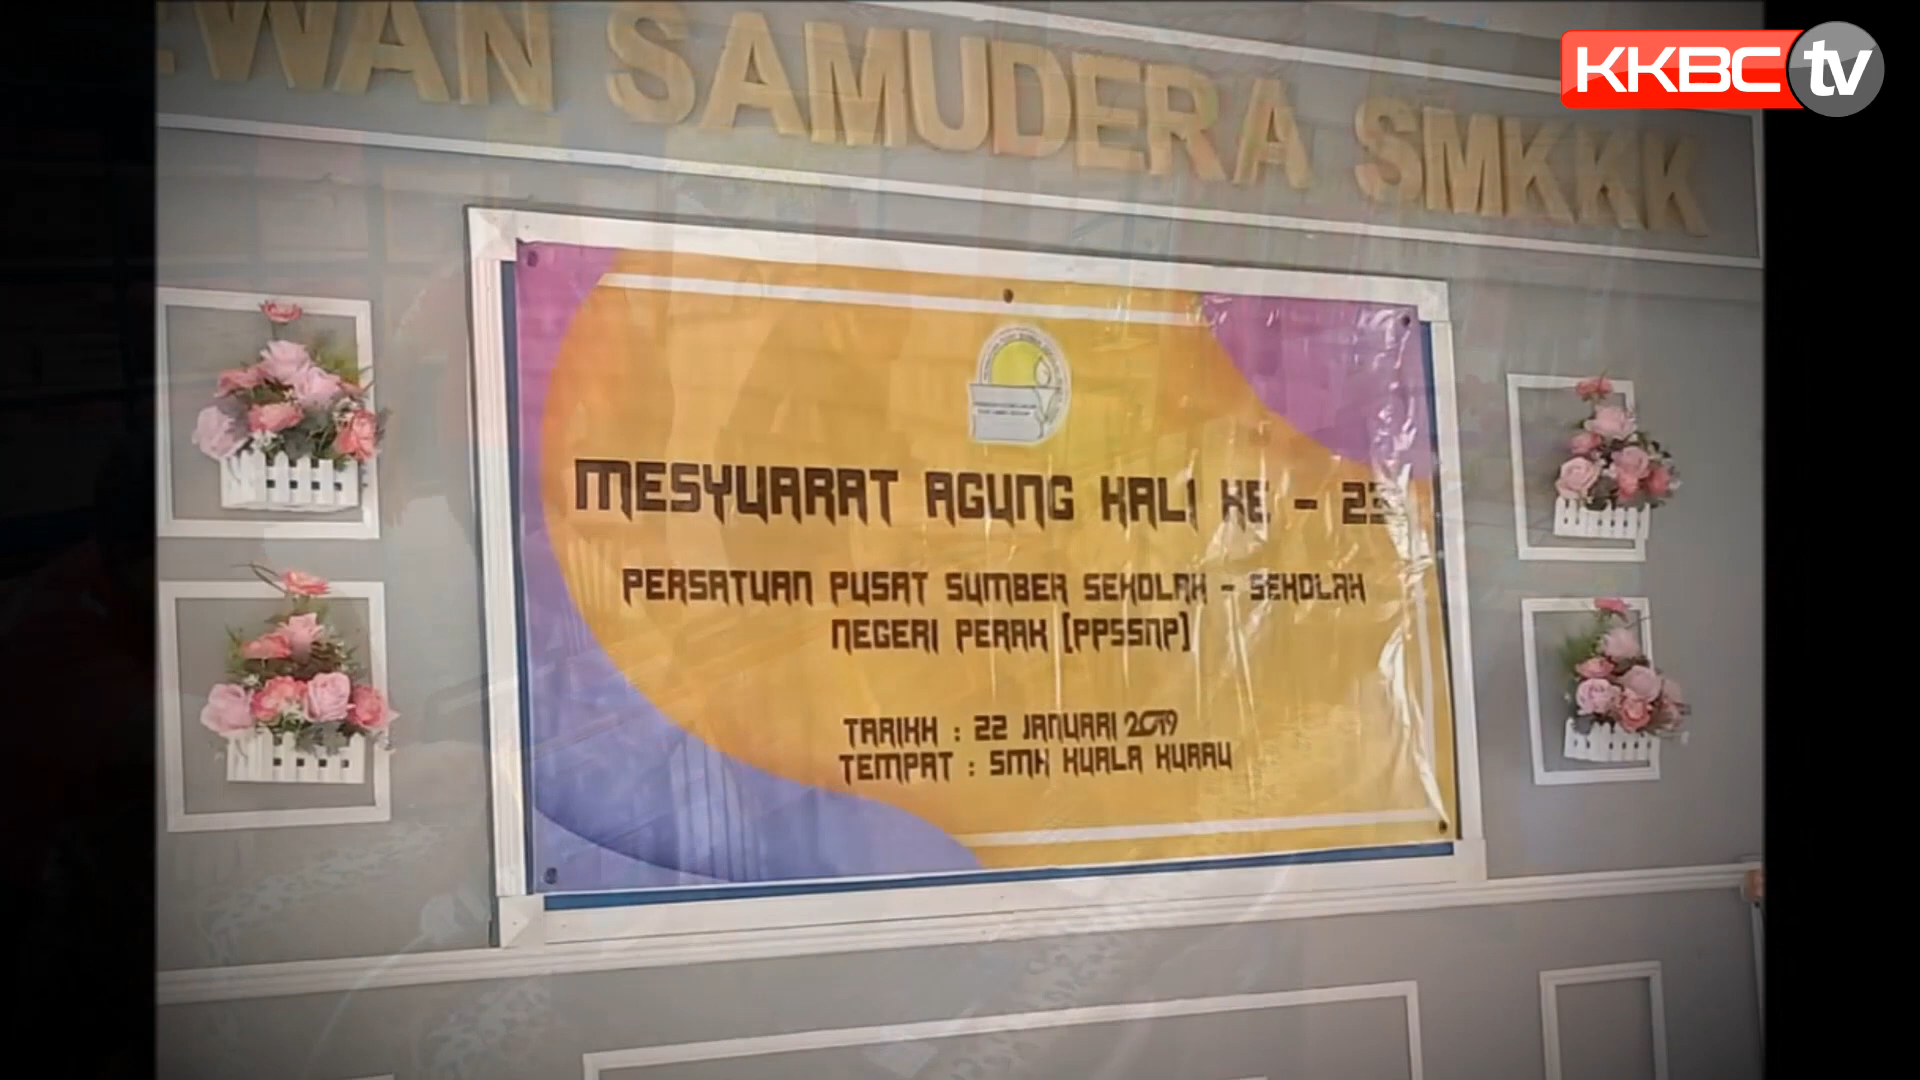 KKBC tv
WAN SAMUDERA SMKKK
MESYUARAT AGUNG KALI KE - 23
PERSATUAN PUSAT SUMBER SEKOLAH - SEKOLAH
NEGERI PERAK [PPSSNP]
TARIKH : 22 JANUARI 2019
TEMPAT : SMK KUALA KURAU